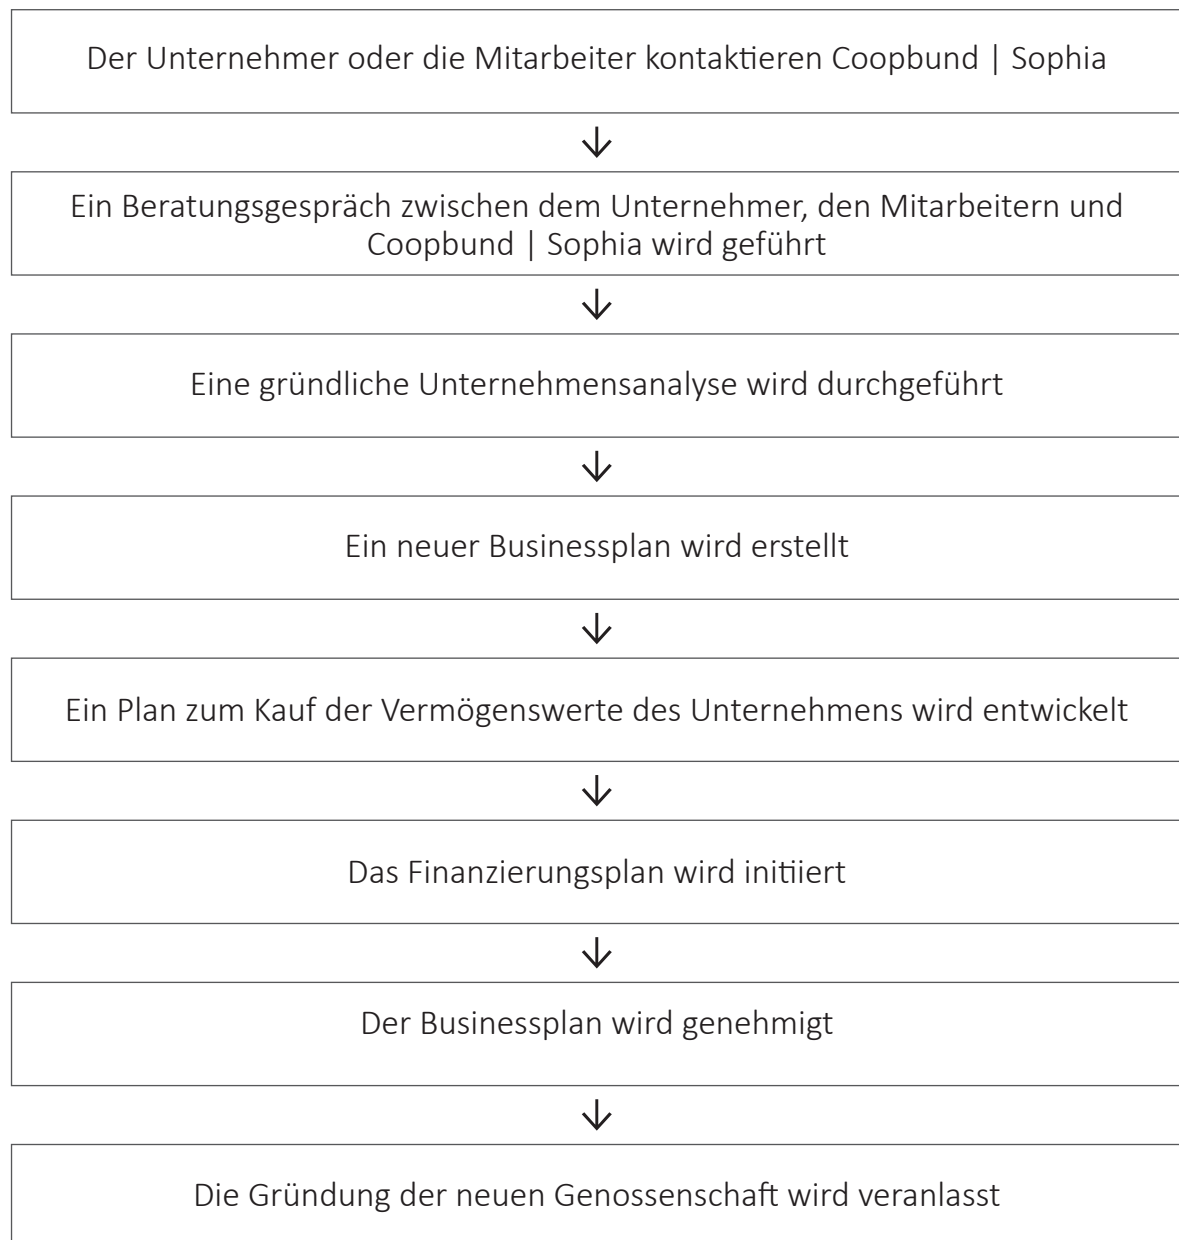 Der Unternehmer oder die Mitarbeiter kontaktieren Coopbund | Sophia
Ein Beratungsgespräch zwischen dem Unternehmer, den Mitarbeitern und
Coopbund | Sophia wird geführt
Eine gründliche Unternehmensanalyse wird durchgeführt
Ein neuer Businessplan wird erstellt
Ein Plan zum Kauf der Vermögenswerte des Unternehmens wird entwickelt
Das Finanzierungsplan wird initiiert
Der Businessplan wird genehmigt
Die Gründung der neuen Genossenschaft wird veranlasst